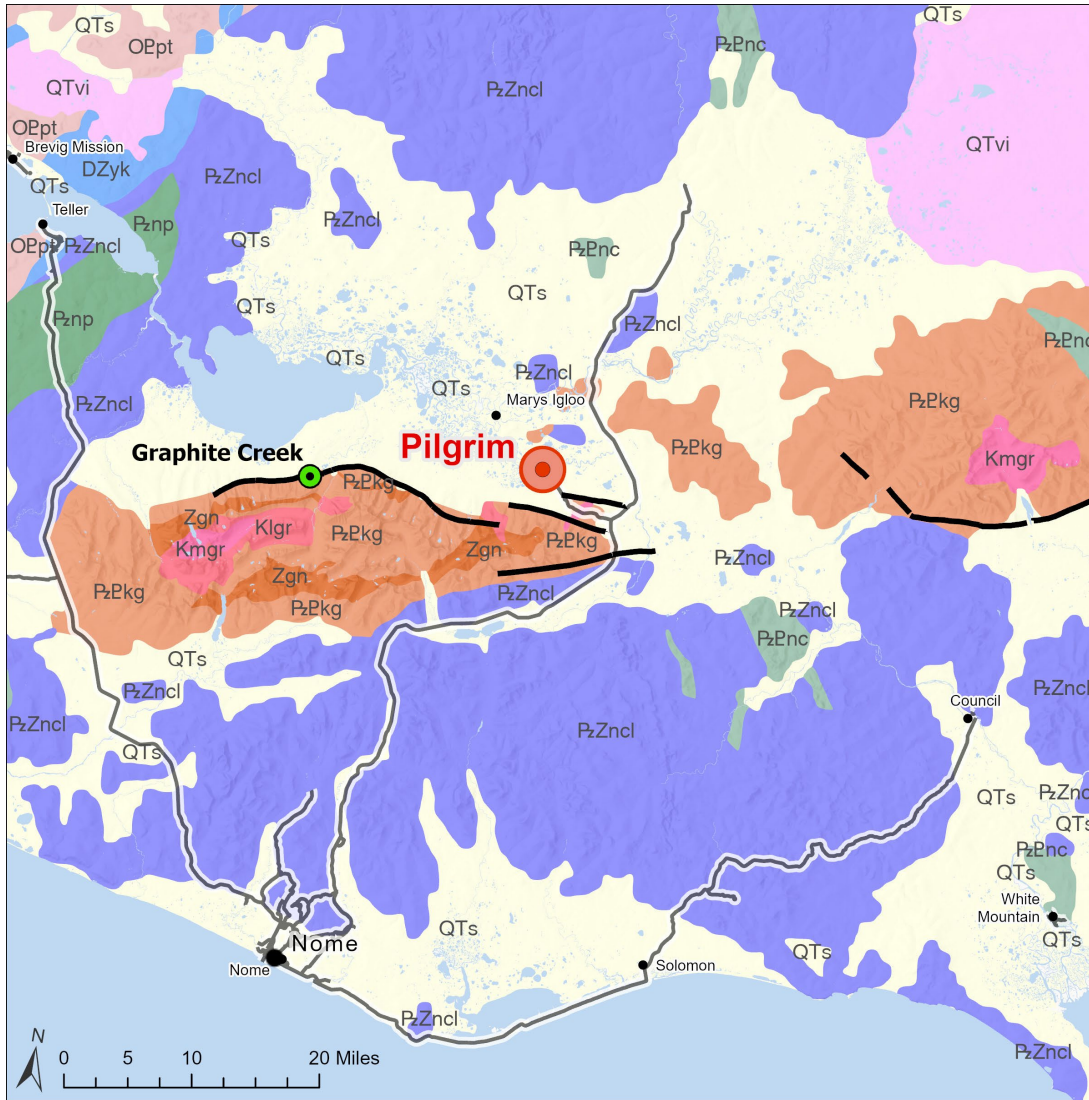 QTs
OPpt
QTs
PzPnc
QTvi
PzZncl
QTvi
OPpt
Brevig Mission
DZyk
PzZncl
QTs
Teller
Pznp
PzZncl
OPpt
PzZncl
QTs
PzPnc
QTs
QTs
Pznp
PzZncl
PzPnc
QTs
PzZncl
QTs
Marys Igloo
PzZncl
PzPkg
Graphite Creek
Pilgrim
PzPkg
Kmgr
PzPkg
Zgn
Klgr
PzPkg
PzPkg
Kmgr
Zgn
Zgn
PzZncl
PzPkg
PzZncl
PzPkg
PzZncl
PzPnc
QTs
PzZncl
PzZncl
PzZncl
Council
PzZncl
QTs
QTs
PzZnc
QTs
PzPnc
QTs
White
Mountain
QTs
QTs
Nome
QTs
Nome
Solomon
PzZncl
PzZncl
N
0 5 10 20 Miles